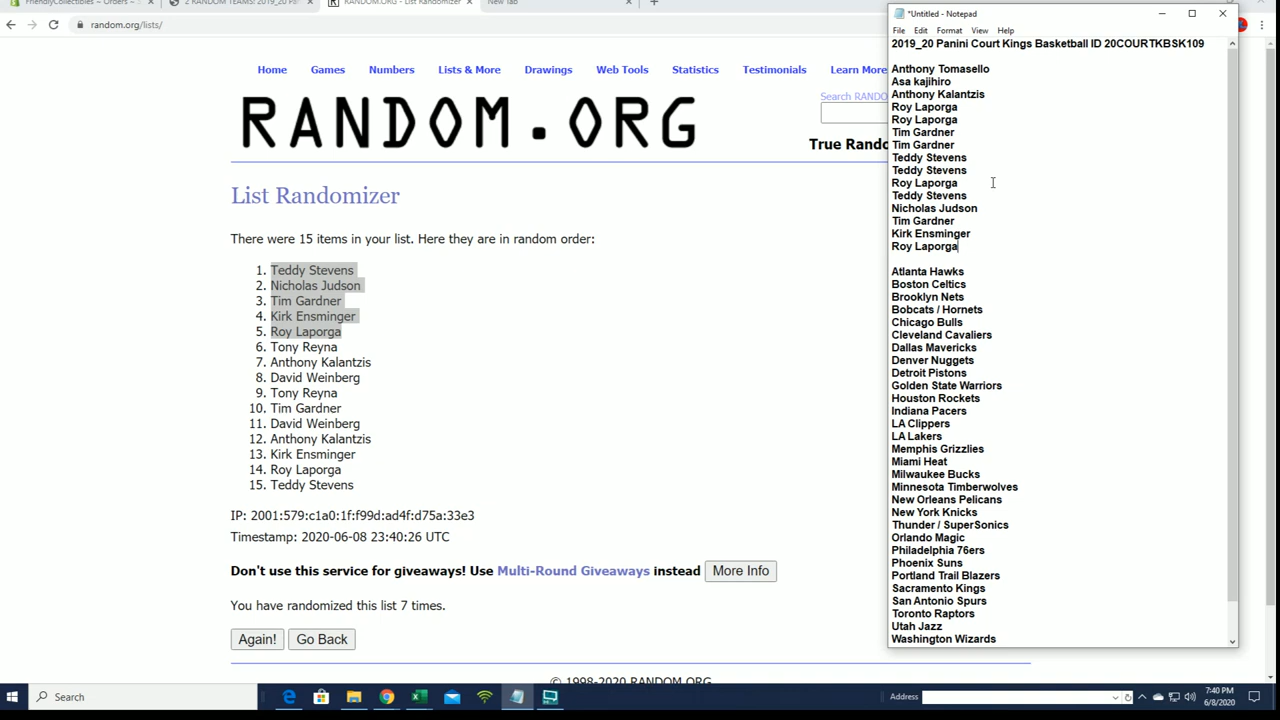 FriendlyCollectibles – Orders –
2 RANDOM TEAMS: 2019_20 Pani
RANDOM.ORG - List Randomizer
New Tab
random.org/lists/
Home Games Numbers Lists & More Drawings Web Tools Statistics Testimonials Learn More
Search RANDO
RANDOM.ORG
True Rando
List Randomizer
There were 15 items in your list. Here they are in random order:
1. Teddy Stevens
2. Nicholas Judson
3. Tim Gardner
4. Kirk Ensminger
5. Roy Laporga
6. Tony Reyna
7. Anthony Kalantzis
8. David Weinberg
9. Tony Reyna
10. Tim Gardner
11. David Weinberg
12. Anthony Kalantzis
13. Kirk Ensminger
14. Roy Laporga
15. Teddy Stevens
IP: 2001:579:c1a0:1f:f99d:ad4f:d75a:33e3
Timestamp: 2020-06-08 23:40:26 UTC
Don't use this service for giveaways! Use Multi-Round Giveaways instead More Info
You have randomized this list 7 times.
Again! Go Back
© 1998-2020 RANDOM.ORG
*Untitled - Notepad
File Edit Format View Help
2019_20 Panini Court Kings Basketball ID 20COURTKBSK109
Anthony Tomasello
Asa kajihiro
Anthony Kalantzis
Roy Laporga
Roy Laporga
Tim Gardner
Tim Gardner
Teddy Stevens
Teddy Stevens
Roy Laporga
Teddy Stevens
Nicholas Judson
Tim Gardner
Kirk Ensminger
Roy Laporga
Atlanta Hawks
Boston Celtics
Brooklyn Nets
Bobcats / Hornets
Chicago Bulls
Cleveland Cavaliers
Dallas Mavericks
Denver Nuggets
Detroit Pistons
Golden State Warriors
Houston Rockets
Indiana Pacers
LA Clippers
LA Lakers
Memphis Grizzlies
Miami Heat
Milwaukee Bucks
Minnesota Timberwolves
New Orleans Pelicans
New York Knicks
Thunder / SuperSonics
Orlando Magic
Philadelphia 76ers
Phoenix Suns
Portland Trail Blazers
Sacramento Kings
San Antonio Spurs
Toronto Raptors
Utah Jazz
Washington Wizards
Search
Address
7:40 PM
6/8/2020